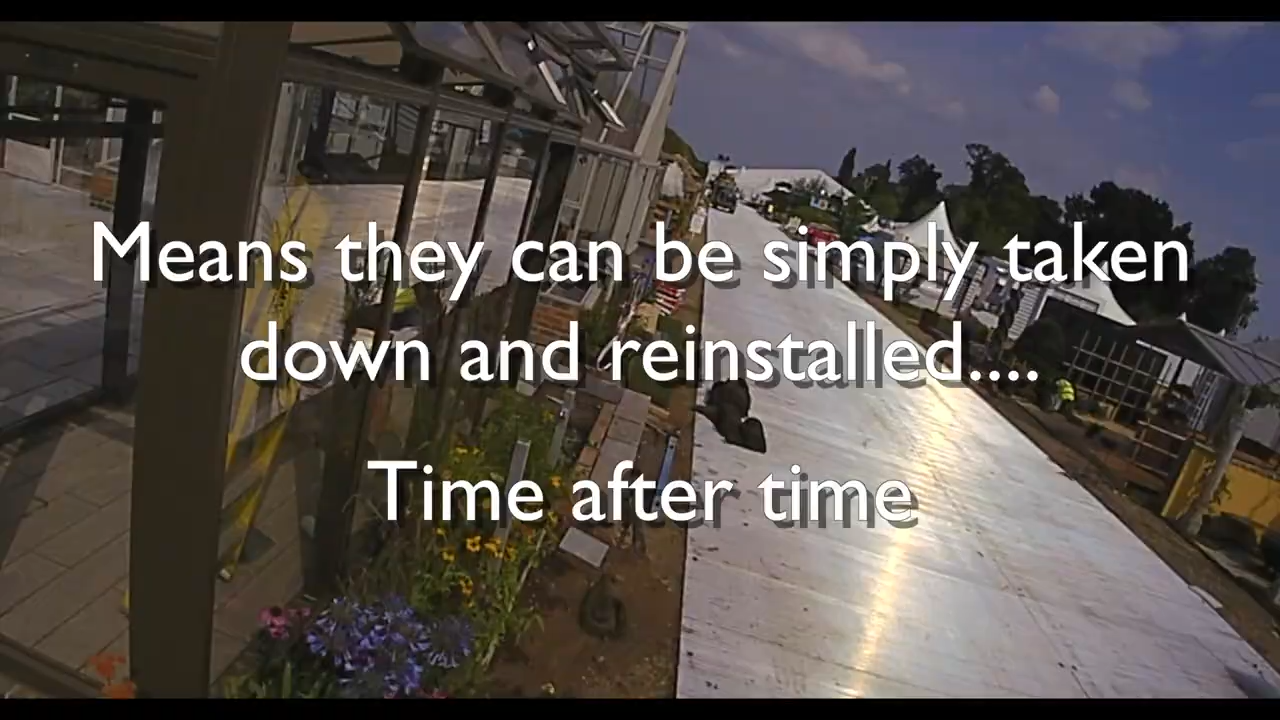 Means they can be simply taken
down and reinstalled....
Time after time